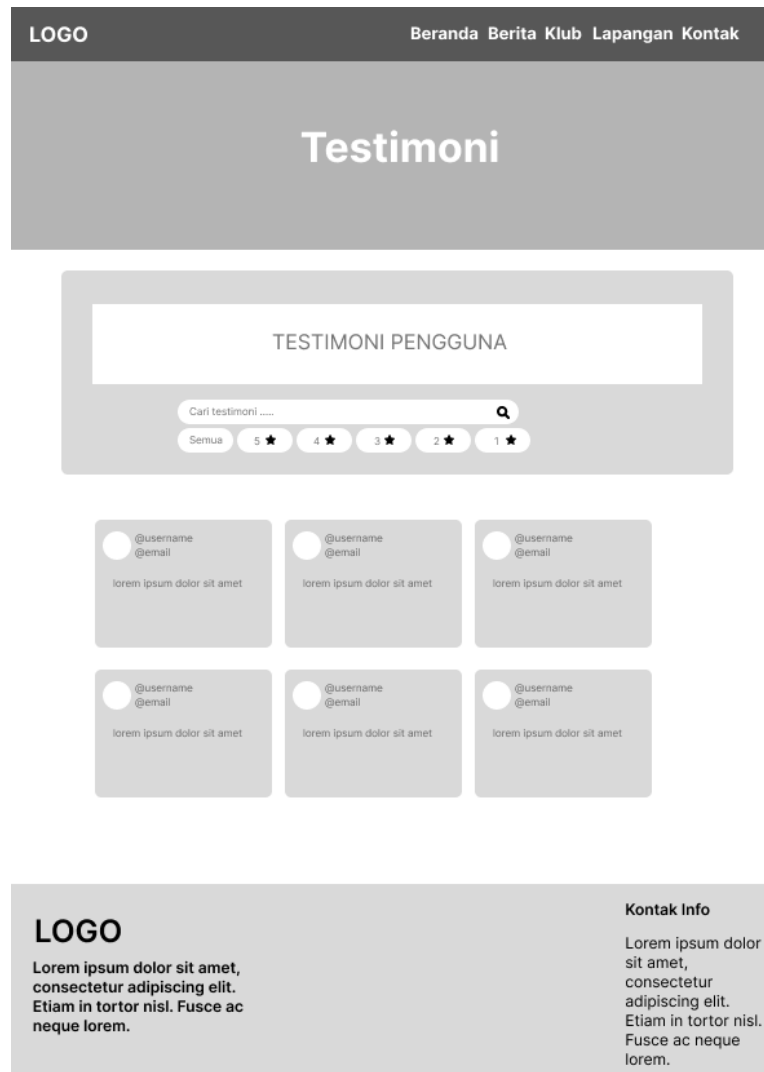 LOGO
Beranda Berita Klub Lapangan Kontak
Testimoni
TESTIMONI PENGGUNA
Cari testimoni .....
Semua 5 4 3 2 1
@username
@email
lorem ipsum dolor sit amet
@username
@email
lorem ipsum dolor sit amet
@username
@email
lorem ipsum dolor sit amet
@username
@email
lorem ipsum dolor sit amet
@username
@email
lorem ipsum dolor sit amet
@username
@email
lorem ipsum dolor sit amet
LOGO
Lorem ipsum dolor sit amet,
consectetur adipiscing elit.
Etiam in tortor nisl. Fusce ac
neque lorem.
Kontak Info
Lorem ipsum dolor
sit amet,
consectetur
adipiscing elit.
Etiam in tortor nisl.
Fusce ac neque
lorem.